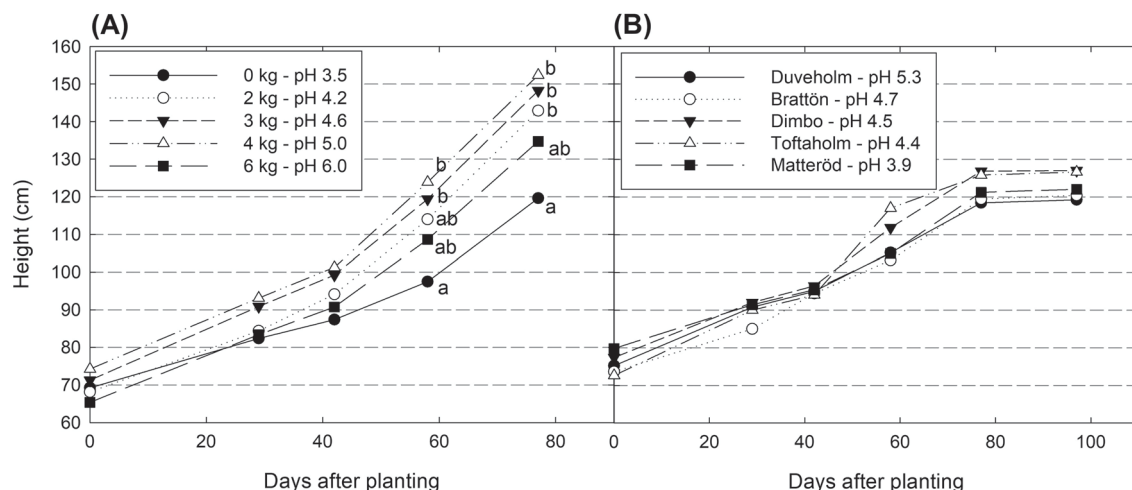 (A)
(B)
160
150
140
130
120
110
100
90
80
70
60
Height (cm)
0 kg - pH 3.5
2 kg - pH 4.2
3 kg - pH 4.6
4 kg - pH 5.0
6 kg - pH 6.0
b
b
b
ab
a
b
b
ab
ab
a
0
20
40
60
80
Days after planting
Duveholm - pH 5.3
Brattön - pH 4.7
Dimbo - pH 4.5
Toftaholm - pH 4.4
Matteröd - pH 3.9
0
20
40
60
80
100
Days after planting